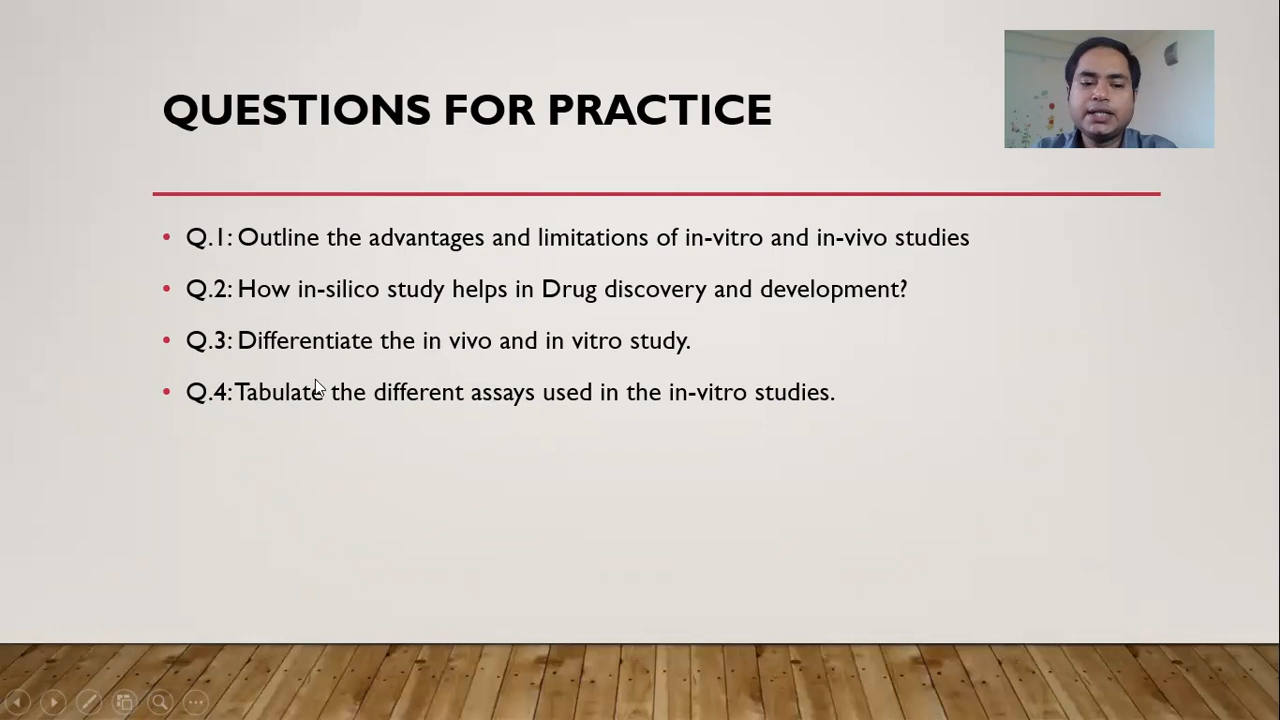 QUESTIONS FOR PRACTICE
Q.1: Outline the advantages and limitations of in-vitro and in-vivo studies
Q.2: How in-silico study helps in Drug discovery and development?
Q.3: Differentiate the in vivo and in vitro study.
Q.4: Tabulate the different assays used in the in-vitro studies.